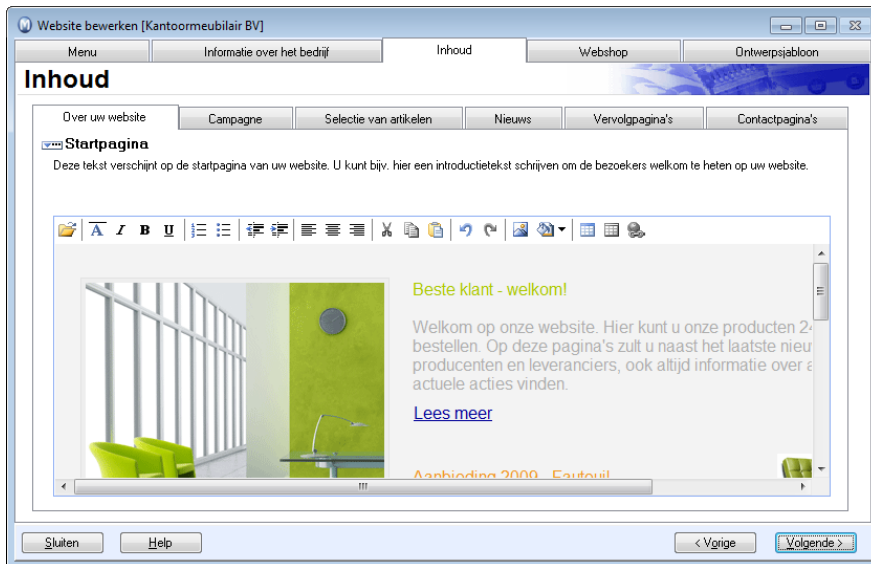 Website bewerken [Kantoormeubilair BV]
Menu Informatie over het bedrijf Inhoud Webshop Ontwerpsjabloon
Inhoud
Over uw website Campagne Selectie van artikelen Nieuws Vervolgpagina's Contactpagina's
Startpagina
Deze tekst verschijnt op de startpagina van uw website. U kunt bijv. hier een introductietekst schrijven om de bezoekers welkom te heten op uw website.
A I B U
Beste klant - welkom!
Welkom op onze website. Hier kunt u onze producten
bestellen. Op deze pagina's zult u naast het laatste
producenten en leveranciers, ook altijd informatie over
actuele acties vinden.
Lees meer
Aanbieding 2009 - Fauteuil
Sluiten Help < Vorige Volgende >